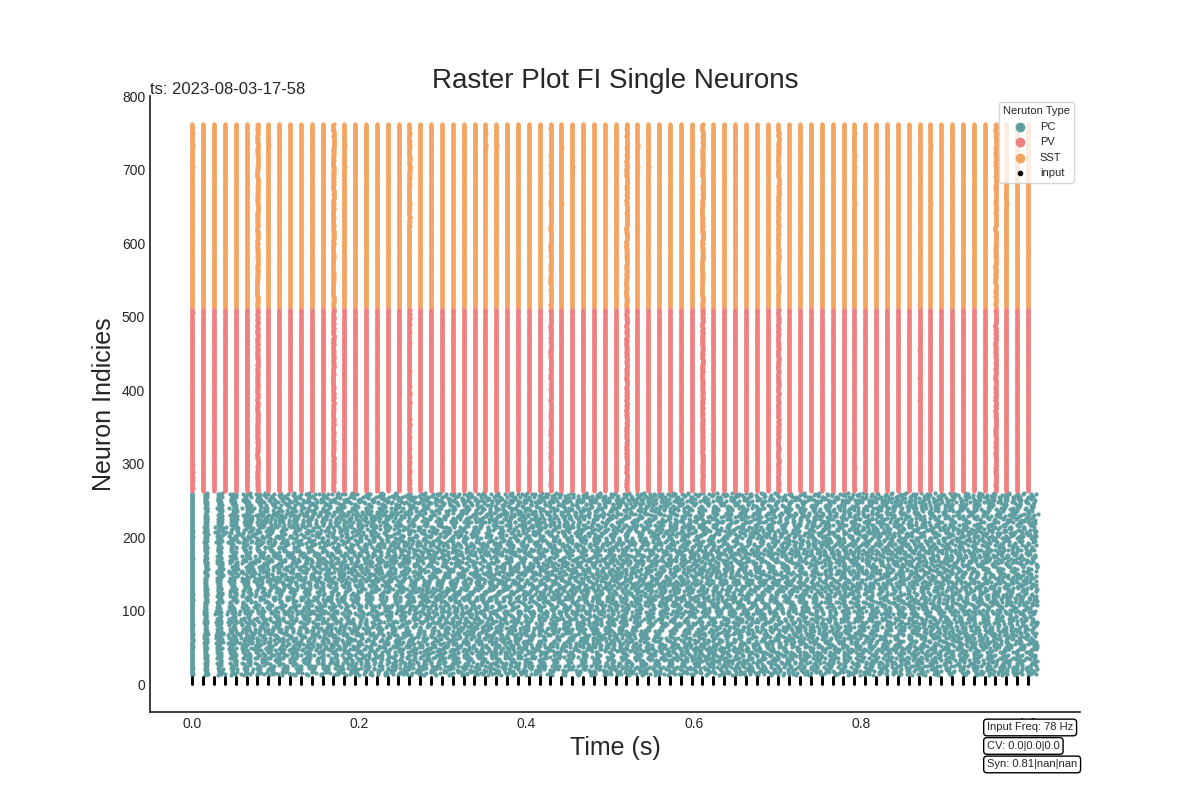 Raster Plot FI Single Neurons
ts: 2023-08-03-17-58
Neruton Type
PC
PV
SST
input
Neuron Indicies
800
700
600
500
400
300
200
100
0
0.0 0.2 0.4 0.6 0.8
Time (s)
Input Freq: 78 Hz
CV: 0.0|0.0|0.0
Syn: 0.81|nan|nan